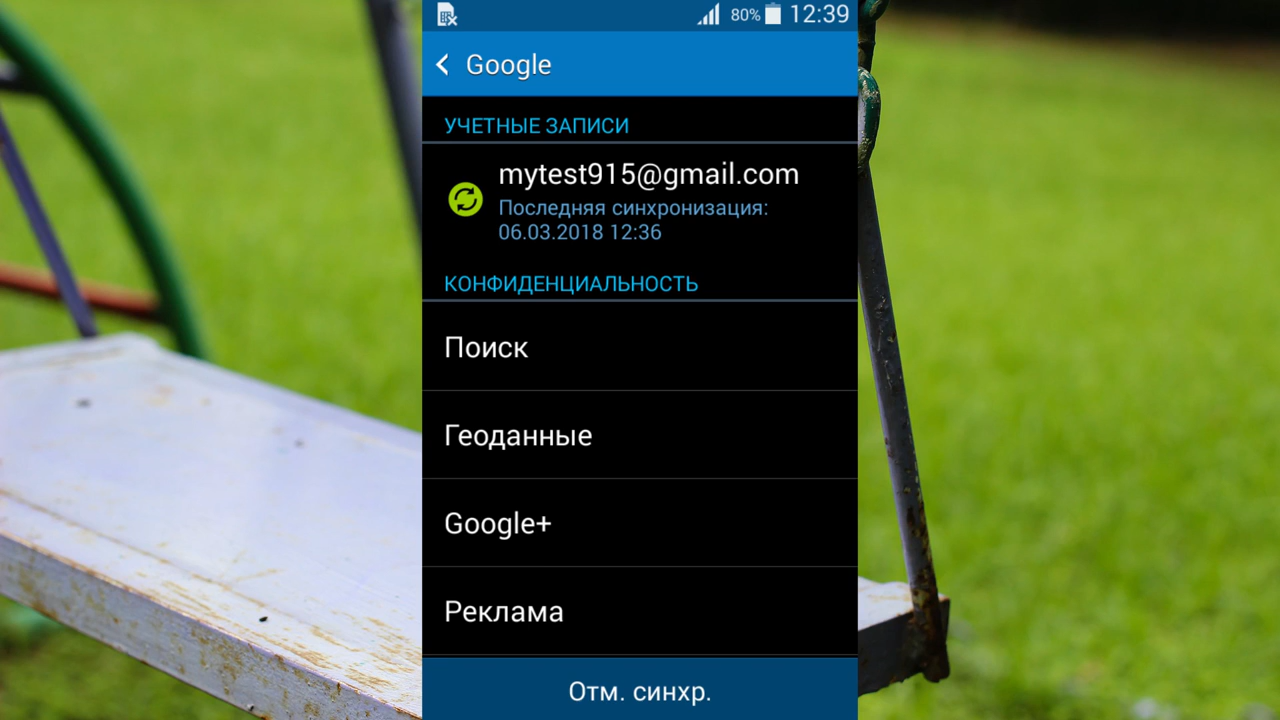 80% 12:39
Google
УЧЕТНЫЕ ЗАПИСИ
mytest915@gmail.com
Последняя синхронизация:
06.03.2018 12:36
КОНФИДЕНЦИАЛЬНОСТЬ
Поиск
Геоданные
Google+
Реклама
Отм. синхр.